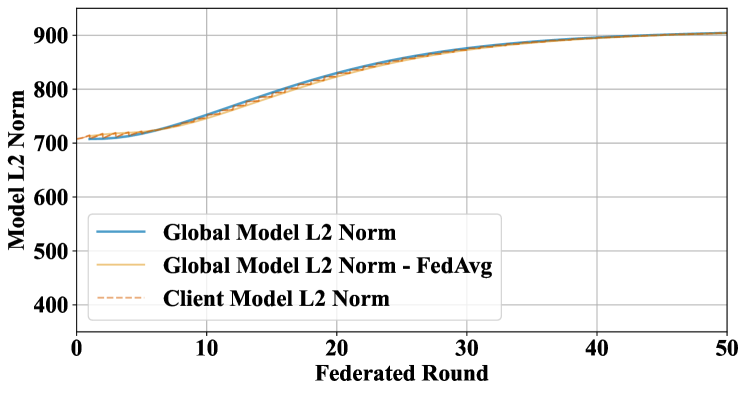 900
800
700
600
500
400
Model L2 Norm
Global Model L2 Norm
Global Model L2 Norm - FedAvg
Client Model L2 Norm
0 10 20 30 40 50
Federated Round